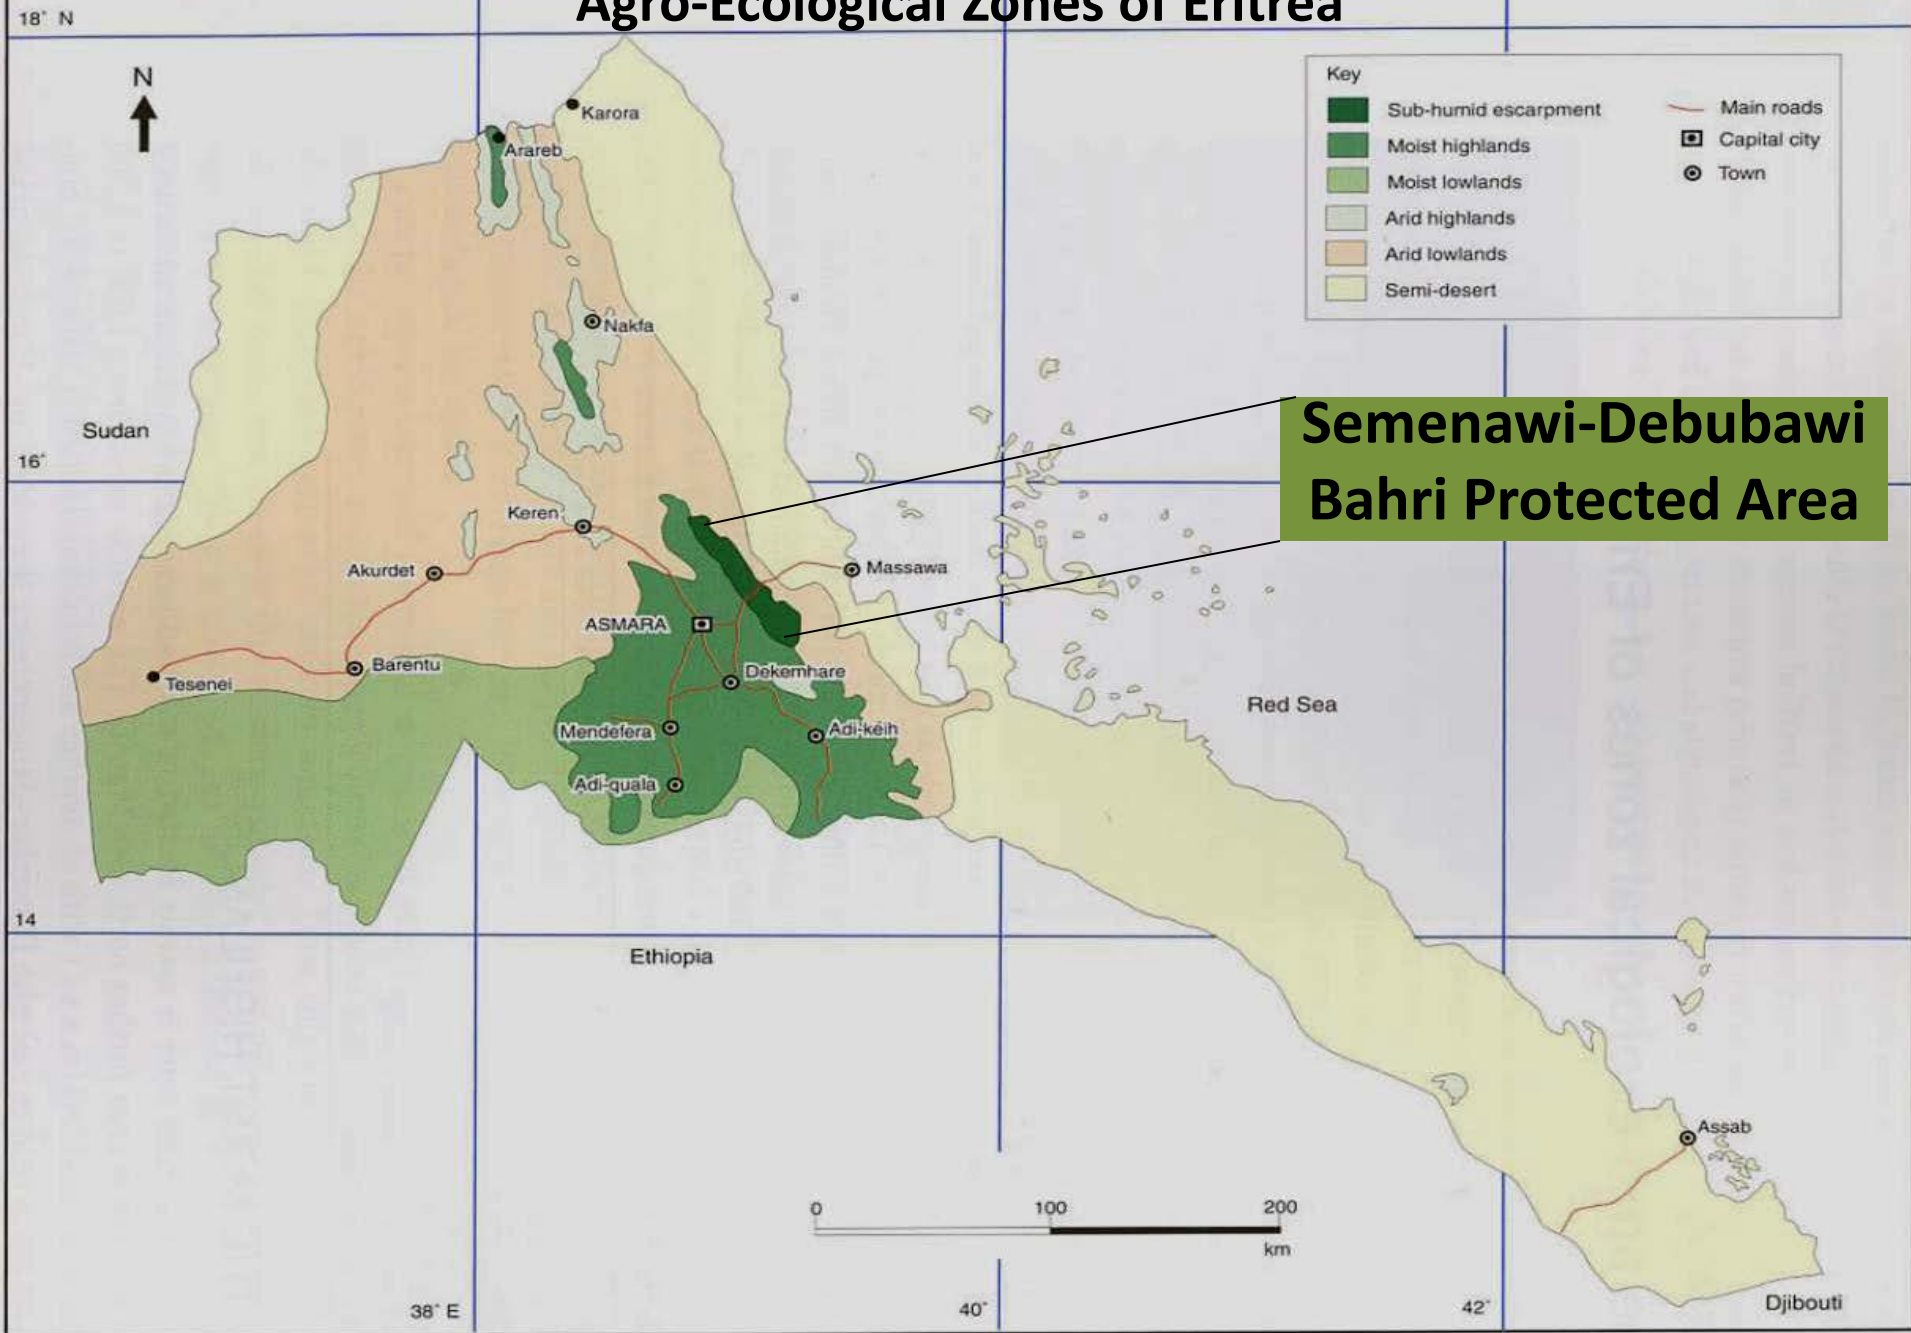 Agro-Ecological Zones of Eritrea
18° N
N
Key
Sub-humid escarpment
Moist highlands
Moist lowlands
Arid highlands
Arid lowlands
Semi-desert
Main roads
Capital city
Town
Karora
Arareb
Nakfa
Sudan
Semenawi-Debubawi
Bahri Protected Area
16°
Keren
Akurdet
Massawa
ASMARA
Barentu
Tesenei
Dekemhare
Red Sea
Mendefera
Adi-keih
Adi-quala
14
Ethiopia
Assab
0
100
200
km
38° E
40°
42°
Djibouti